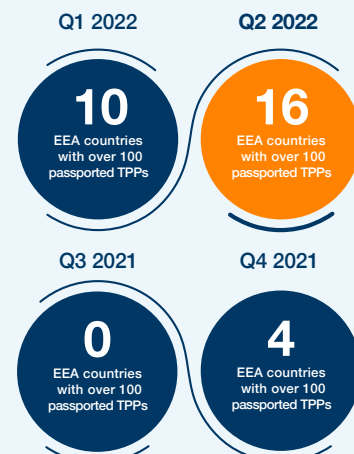 Q1 2022
Q2 2022
10
EEA countries
with over 100
passported TPPs
16
EEA countries
with over 100
passported TPPs
Q3 2021
Q4 2021
0
EEA countries
with over 100
passported TPPs
4
EEA countries
with over 100
passported TPPs